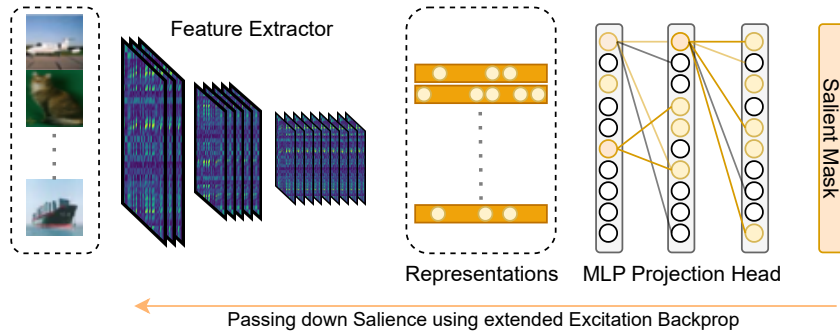 Feature Extractor
Salient Mask
Representations
MLP Projection Head
Passing down Salience using extended Excitation Backprop